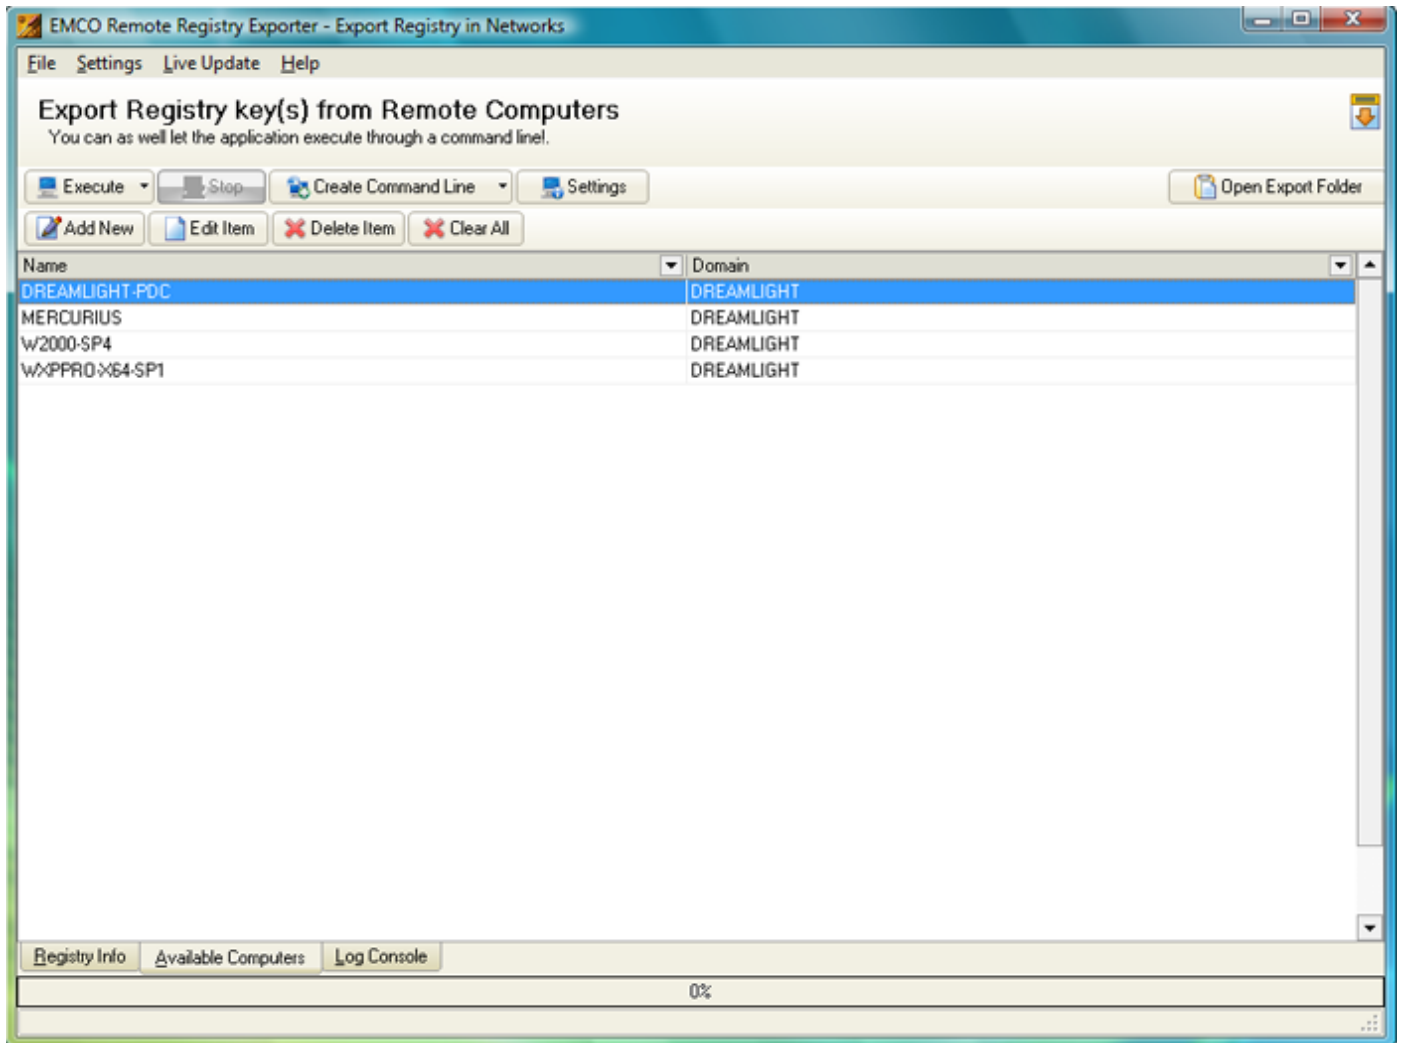 EMCO Remote Registry Exporter - Export Registry in Networks
File Settings Live Update Help
Export Registry key(s) from Remote Computers
You can as well let the application execute through a command line!.
Execute Stop Create Command Line Settings Open Export Folder
Add New Edit Item Delete Item Clear All
Name Domain
DREAMLIGHT-PDC DREAMLIGHT
MERCURIUS DREAMLIGHT
W2000-SP4 DREAMLIGHT
WXPPRO-X64-SP1 DREAMLIGHT
Registry Info Available Computers Log Console
0%